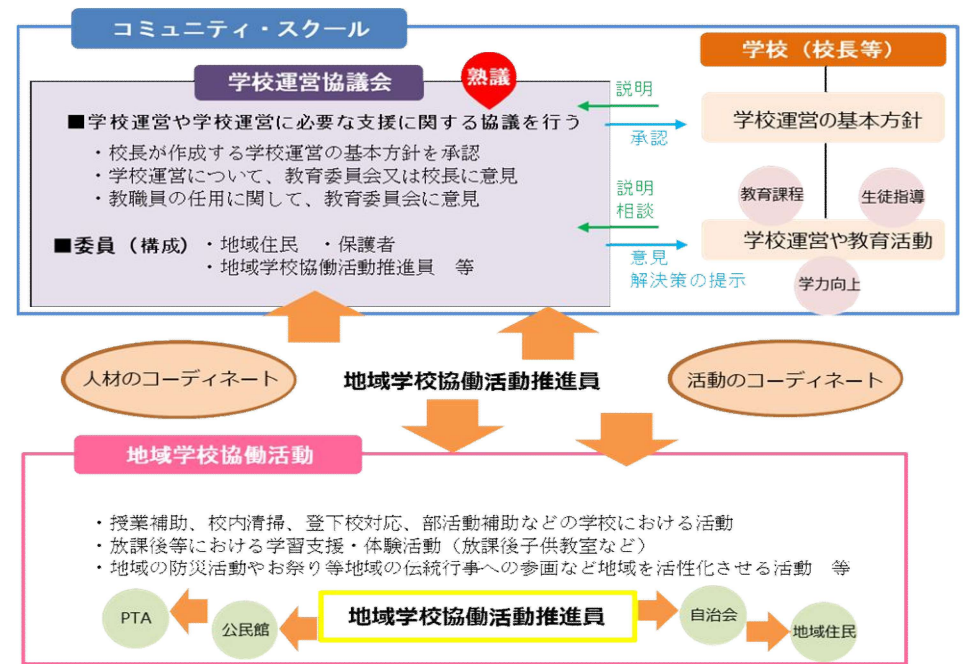 コミュニティ・スクール
学校運営協議会
熟議
■学校運営や学校運営に必要な支援に関する協議を行う
・校長が作成する学校運営の基本方針を承認
・学校運営について、教育委員会又は校長に意見
・教職員の任用に関して、教育委員会に意見
■委員（構成）・地域住民　・保護者
・地域学校協働活動推進員　等
説明
承認
説明
相談
意見
解決策の提示
学校（校長等）
学校運営の基本方針
教育課程
生徒指導
学校運営や教育活動
学力向上
人材のコーディネート
地域学校協働活動推進員
活動のコーディネート
地域学校協働活動
・授業補助、校内清掃、登下校対応、部活動補助などの学校における活動
・放課後等における学習支援・体験活動（放課後子供教室など）
・地域の防災活動やお祭り等地域の伝統行事への参画など地域を活性化させる活動　等
PTA
公民館
地域学校協働活動推進員
自治会
地域住民